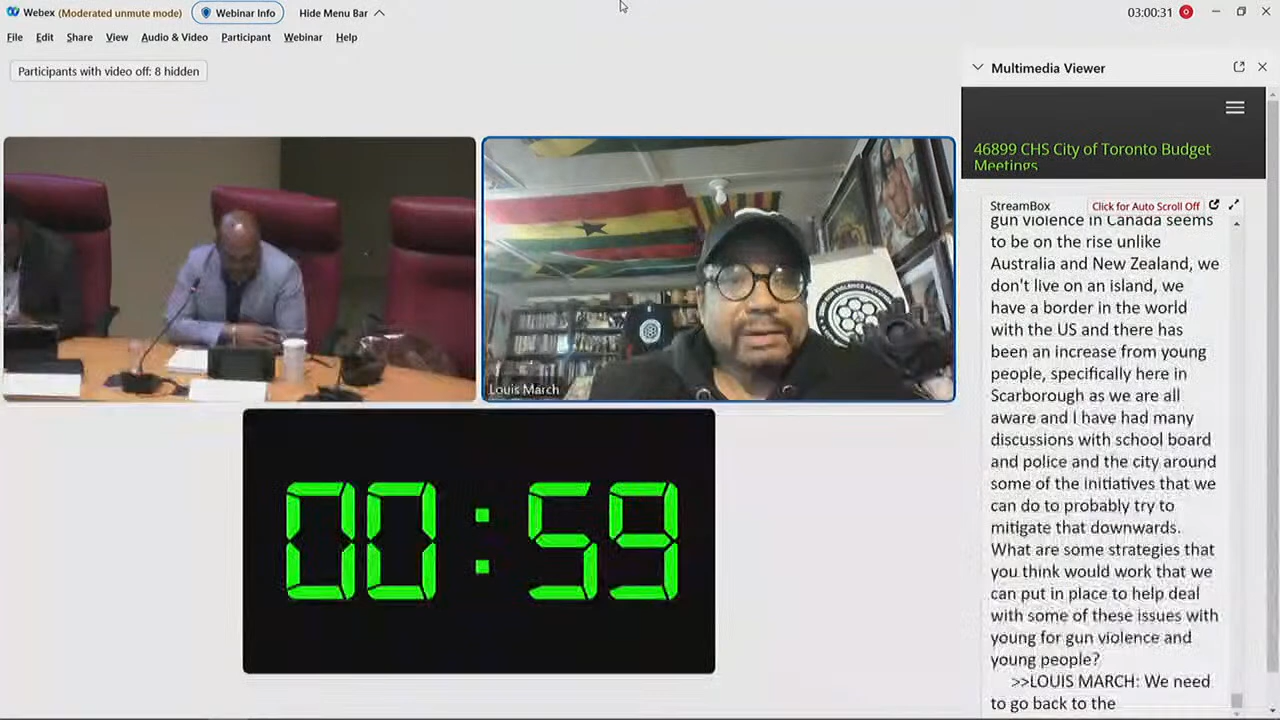 Webex (Moderated unmute mode) Webinar Info Hide Menu Bar 03:00:31
File Edit Share View Audio & Video Participant Webinar Help
Participants with video off: 8 hidden
Multimedia Viewer
46899 CHS City of Toronto Budget
Meetings
StreamBox Click for Auto Scroll Off
gun violence in Canada seems
to be on the rise unlike
Australia and New Zealand, we
don't live on an island, we
have a border in the world
with the US and there has
been an increase from young
people, specifically here in
Scarborough as we are all
aware and I have had many
discussions with school board
and police and the city around
some of the initiatives that we
can do to probably try to
mitigate that downwards.
What are some strategies that
you think would work that we
can put in place to help deal
with some of these issues with
young for gun violence and
young people?
>>LOUIS MARCH: We need
to go back to the
Louis March
00:59